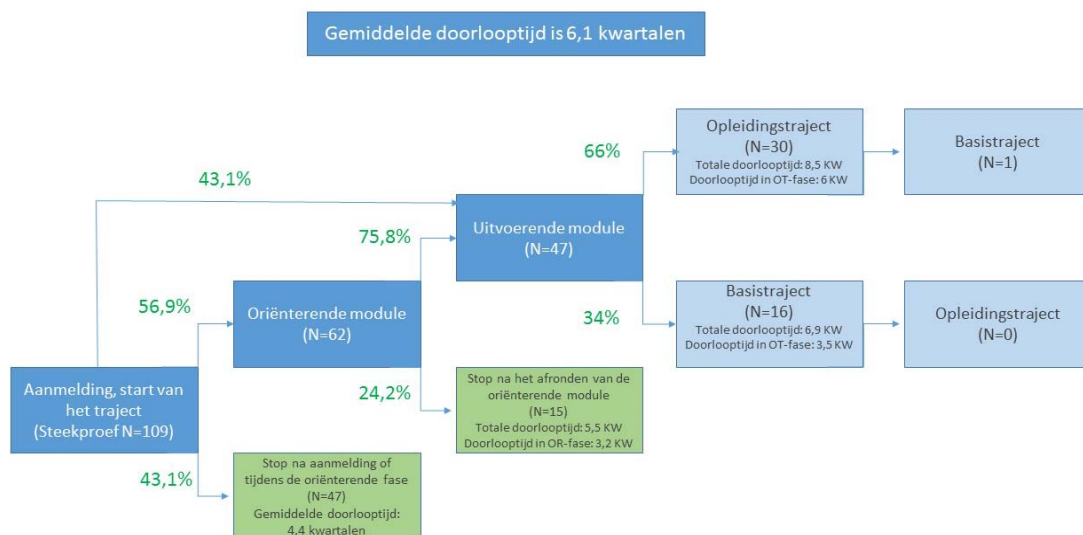 Gemiddelde doorlooptijd is 6,1 kwartalen
Opleidingstraject
(N=30)
Totale doorlooptijd: 8,5 KW
Doorlooptijd in OT-fase: 6 KW
Basistraject
(N=1)
66%
43,1%
Uitvoerende module
(N=47)
75,8%
Basistraject
(N=16)
Totale doorlooptijd: 6,9 KW
Doorlooptijd in OT-fase: 3,5 KW
Opleidingstraject
(N=0)
34%
56,9%
Oriënterende module
(N=62)
24,2%
Stop na het afronden van de
oriënterende module
(N=15)
Totale doorlooptijd: 5,5 KW
Doorlooptijd in OR-fase: 3,2 KW
Aanmelding, start van
het traject
(Steekproef N=109)
43,1%
Stop na aanmelding of
tijdens de oriënterende fase
(N=47)
Gemiddelde doorlooptijd:
4,4 kwartalen